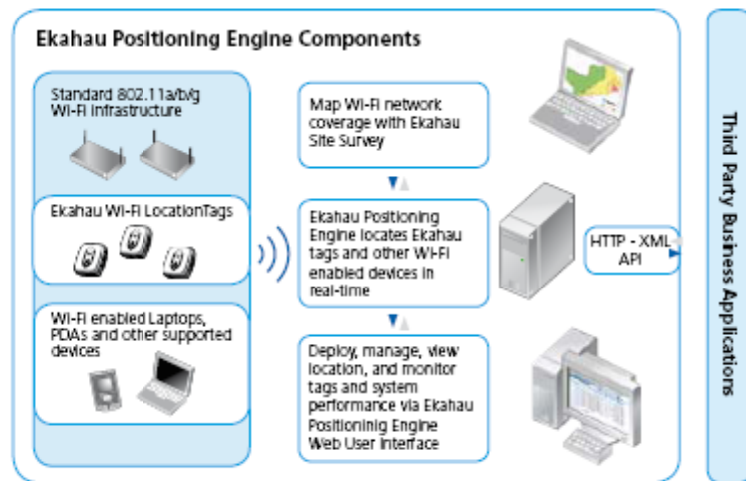 Ekahau Positioning Engine Components
Standard 802.11a/b/g
Wi-Fi Infrastructure
Ekahau Wi-Fi LocationTags
Wi-Fi enabled Laptops,
PDAs and other supported
devices
Map Wi-Fi network
coverage with Ekahau
Site Survey
Ekahau Positioning
Engine locates Ekahau
tags and other Wi-Fi
enabled devices in
real-time
Deploy, manage, view
location, and monitor
tags and system
performance via Ekahau
Positioninig Engine
Web User Interface
HTTP - XML
API
Third Party Business Applications